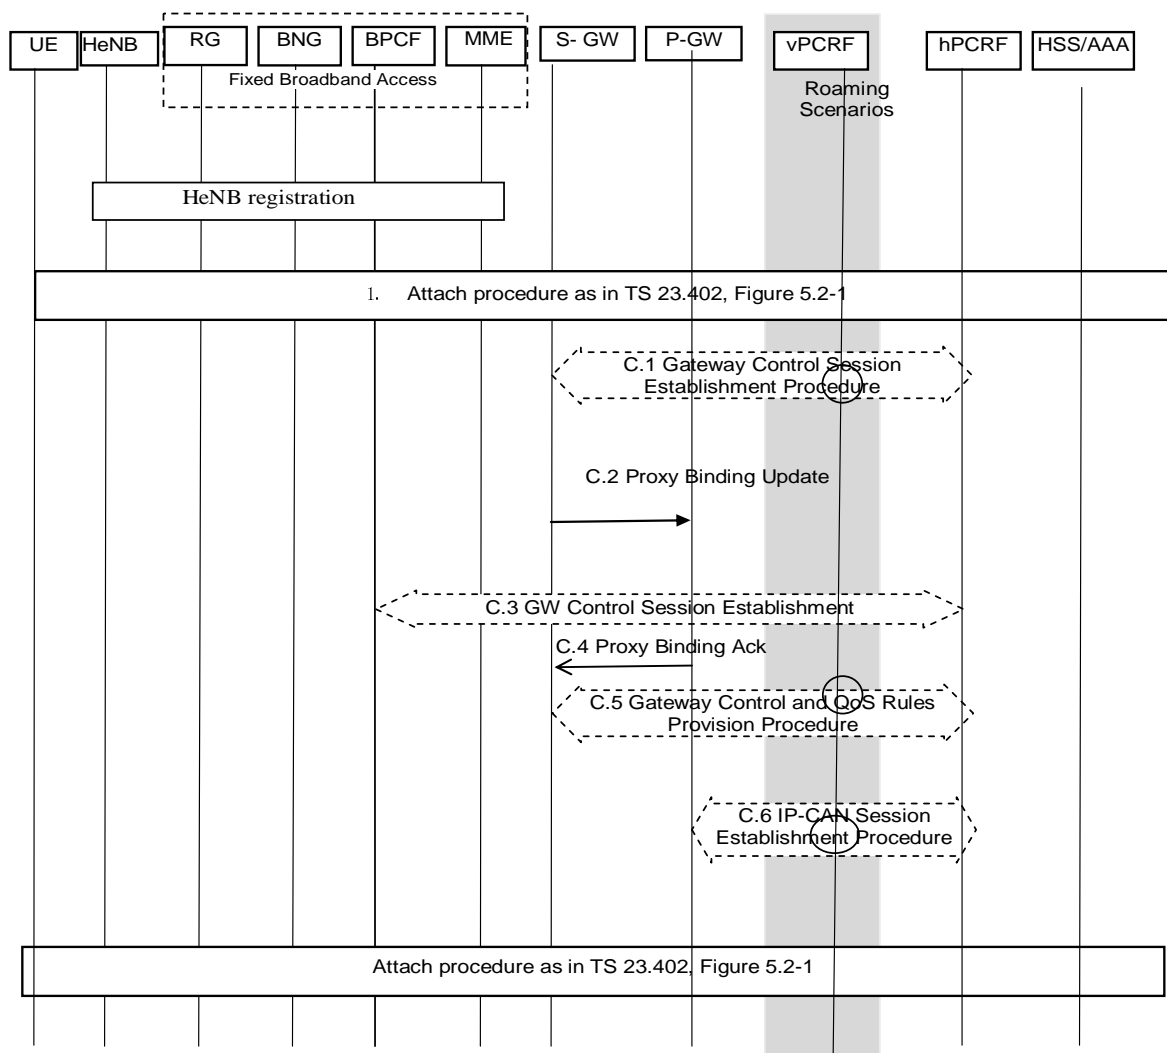 UE
HeNB
RG
BNG
BPCF
MME
S- GW
P-GW
vPCRF
hPCRF
HSS/AAA
Fixed Broadband Access
Roaming
Scenarios
HeNB registration
1. Attach procedure as in TS 23.402, Figure 5.2-1
C.1 Gateway Control Session
Establishment Procedure
C.2 Proxy Binding Update
C.3 GW Control Session Establishment
C.4 Proxy Binding Ack
C.5 Gateway Control and QoS Rules
Provision Procedure
C.6 IP-CAN Session
Establishment Procedure
Attach procedure as in TS 23.402, Figure 5.2-1